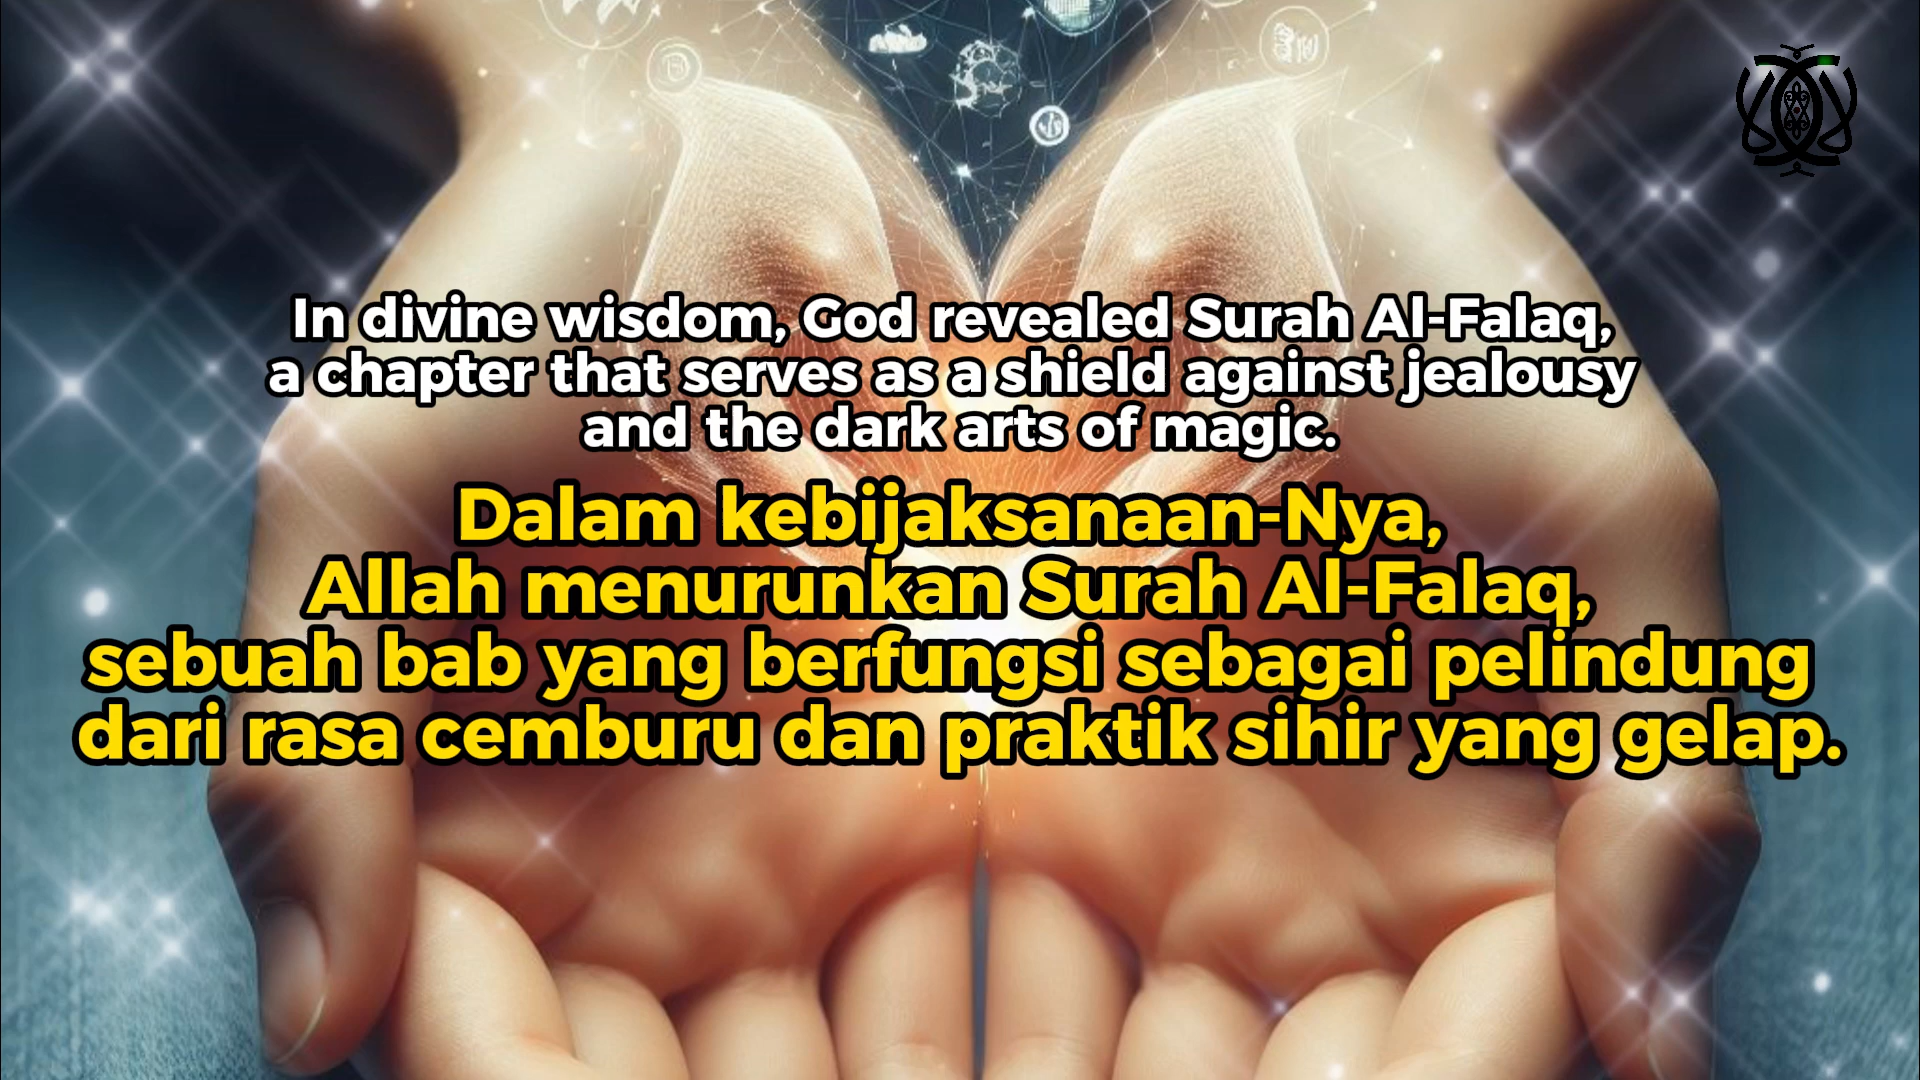 In divine wisdom, God revealed Surah Al-Falaq,
a chapter that serves as a shield against jealousy
and the dark arts of magic.
Dalam kebijaksanaan-Nya,
Allah menurunkan Surah Al-Falaq,
sebuah bab yang berfungsi sebagai pelindung
dari rasa cemburu dan praktik sihir yang gelap.